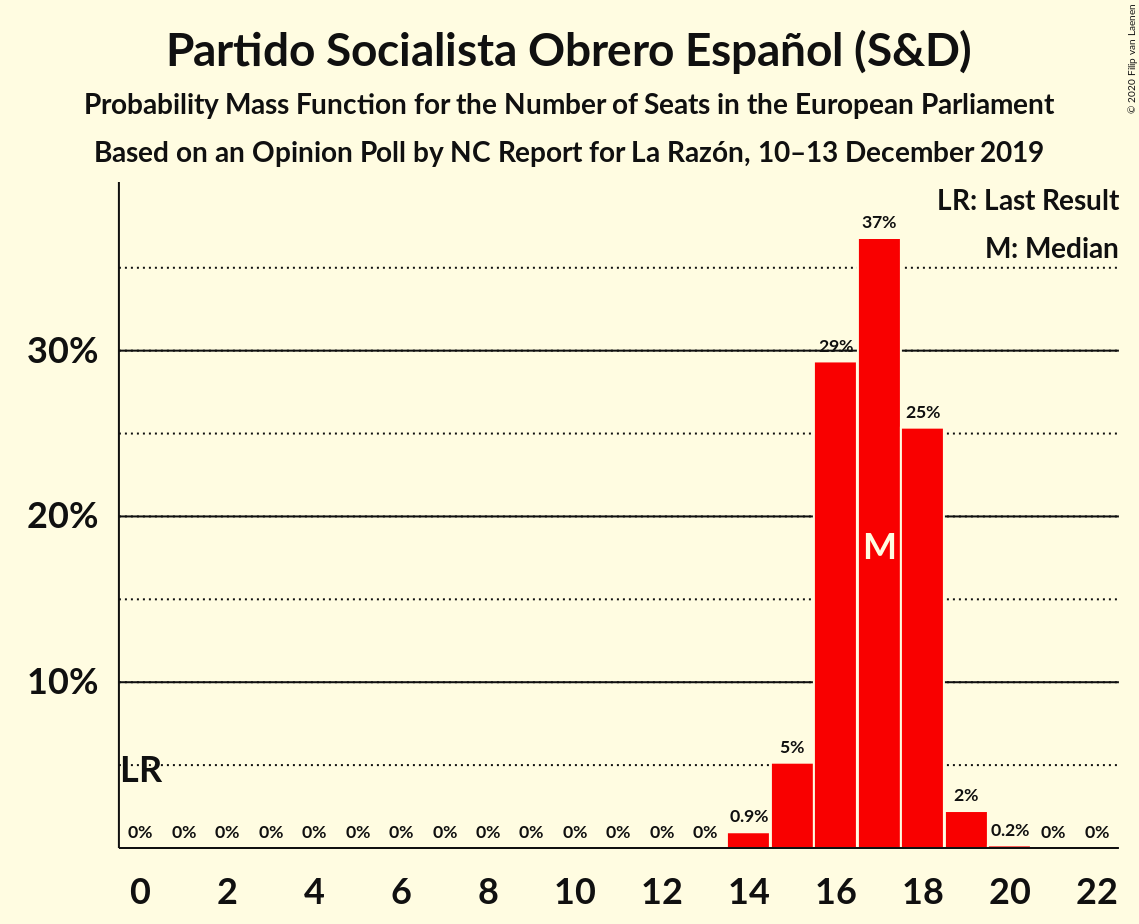 Partido Socialista Obrero Español (S&D)
Probability Mass Function for the Number of Seats in the European Parliament
Based on an Opinion Poll by NC Report for La Razón, 10–13 December 2019
© 2020 Filip van Laenen
LR: Last Result
M: Median
37%
30%
29%
25%
20%
M
10%
5%
LR
2%
0% 0% 0% 0% 0% 0% 0% 0% 0% 0% 0% 0% 0% 0% 0.9% 0.2% 0% 0%
0 2 4 6 8 10 12 14 16 18 20 22